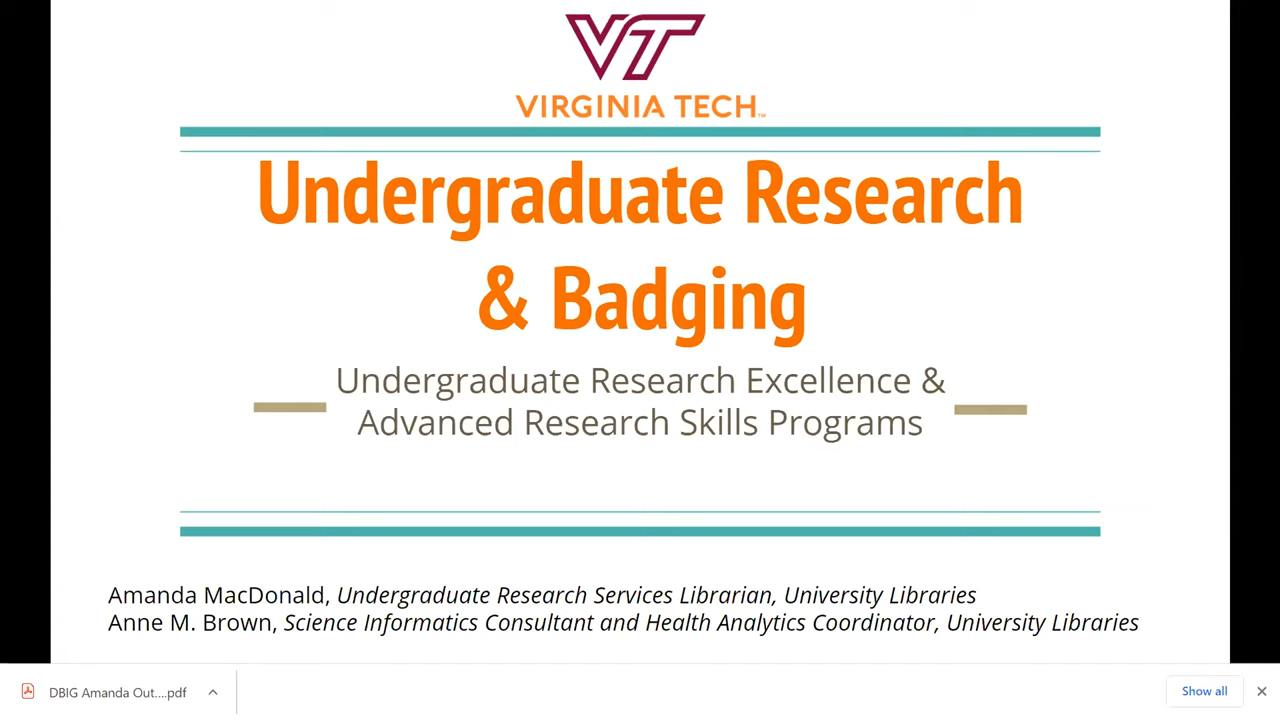 VT
VIRGINIA TECH™
Undergraduate Research
& Badging
Undergraduate Research Excellence &
Advanced Research Skills Programs
Amanda MacDonald, Undergraduate Research Services Librarian, University Libraries
Anne M. Brown, Science Informatics Consultant and Health Analytics Coordinator, University Libraries
DBIG Amanda Out....pdf
Show all